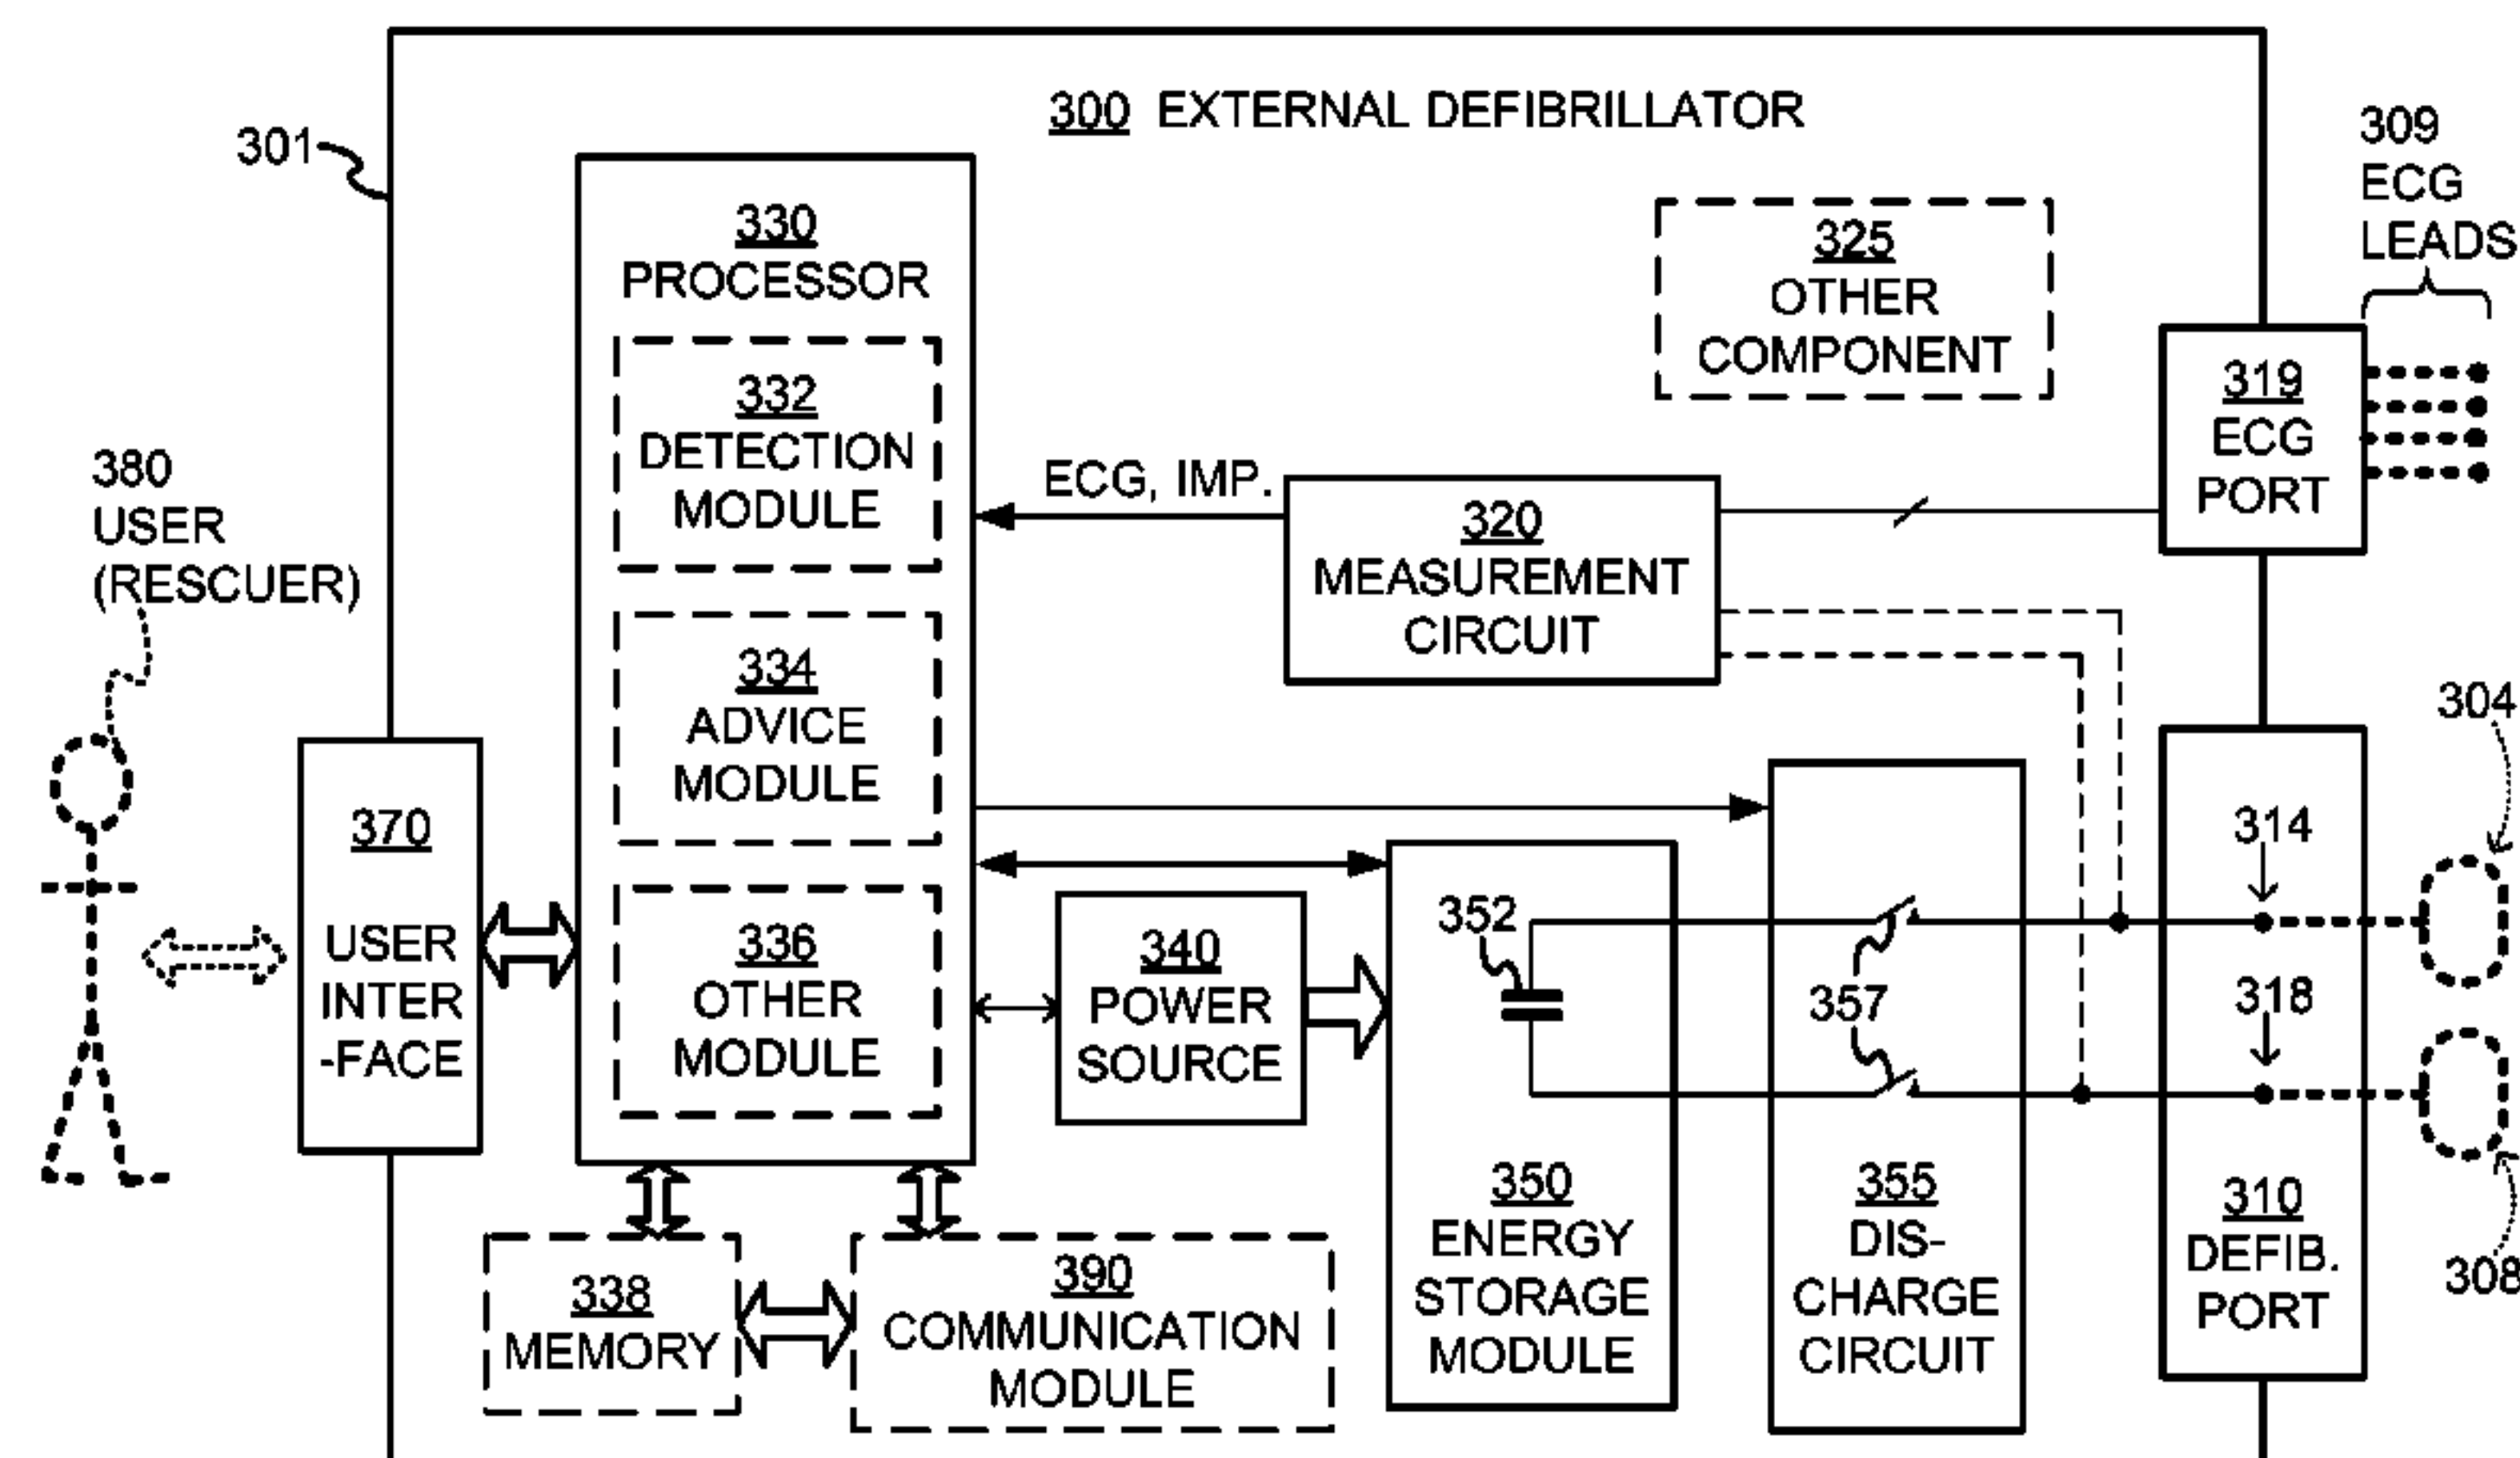 300 EXTERNAL DEFIBRILLATOR
301
309
ECG
LEADS
330
PROCESSOR
325
OTHER
COMPONENT
332
DETECTION
MODULE
319
ECG
PORT
380
USER
(RESCUER)
ECG, IMP.
320
MEASUREMENT
CIRCUIT
334
ADVICE
MODULE
304
370
USER
INTER
-FACE
314
352
336
OTHER
MODULE
340
POWER
SOURCE
357
318
350
ENERGY
STORAGE
MODULE
355
DIS-
CHARGE
CIRCUIT
310
DEFIB.
PORT
308
338
MEMORY
390
COMMUNICATION
MODULE